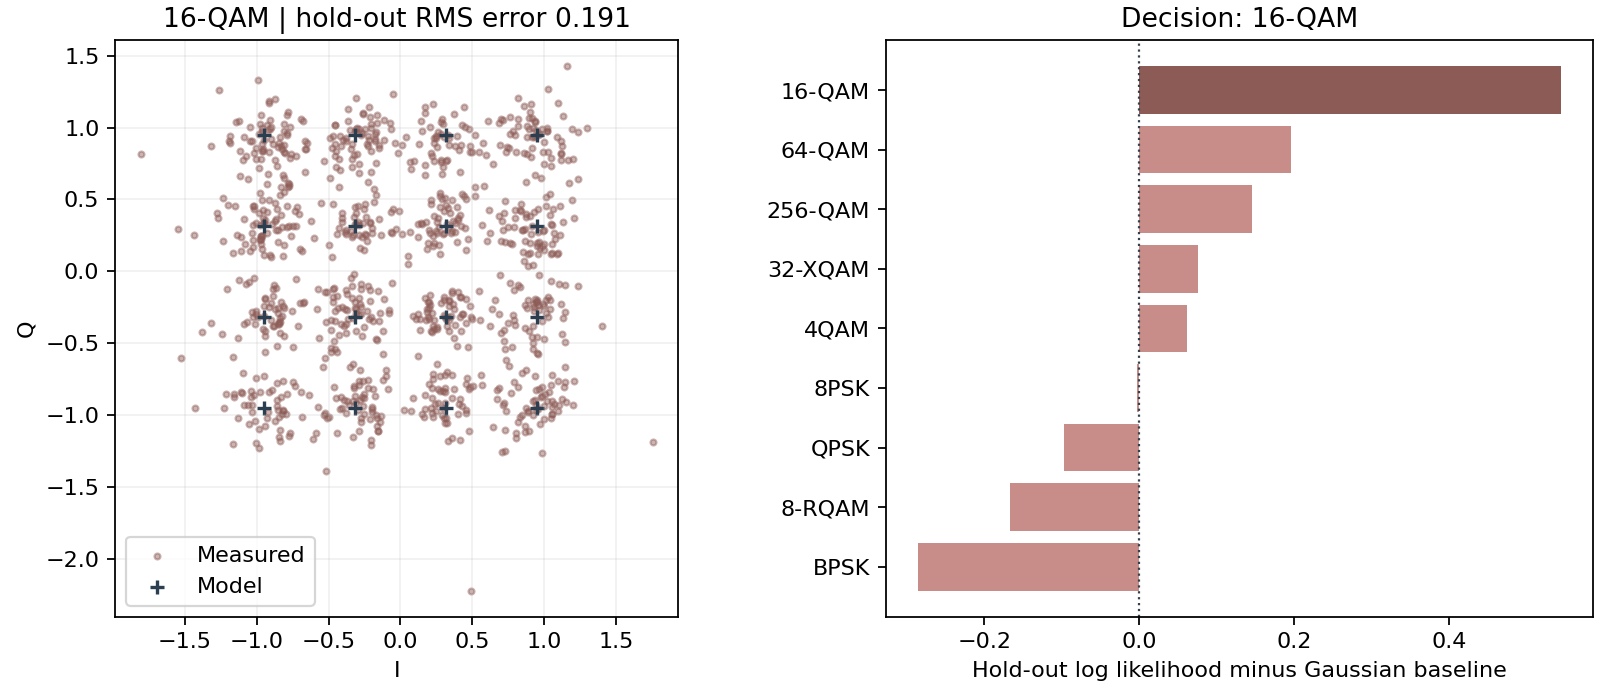 16-QAM | hold-out RMS error 0.191
1.5
1.0
0.5
0.0
−0.5
−1.0
−1.5
−2.0
Q
Measured
Model
−1.5 −1.0 −0.5 0.0 0.5 1.0 1.5
I
Decision: 16-QAM
16-QAM
64-QAM
256-QAM
32-XQAM
4QAM
8PSK
QPSK
8-RQAM
BPSK
−0.2 0.0 0.2 0.4
Hold-out log likelihood minus Gaussian baseline